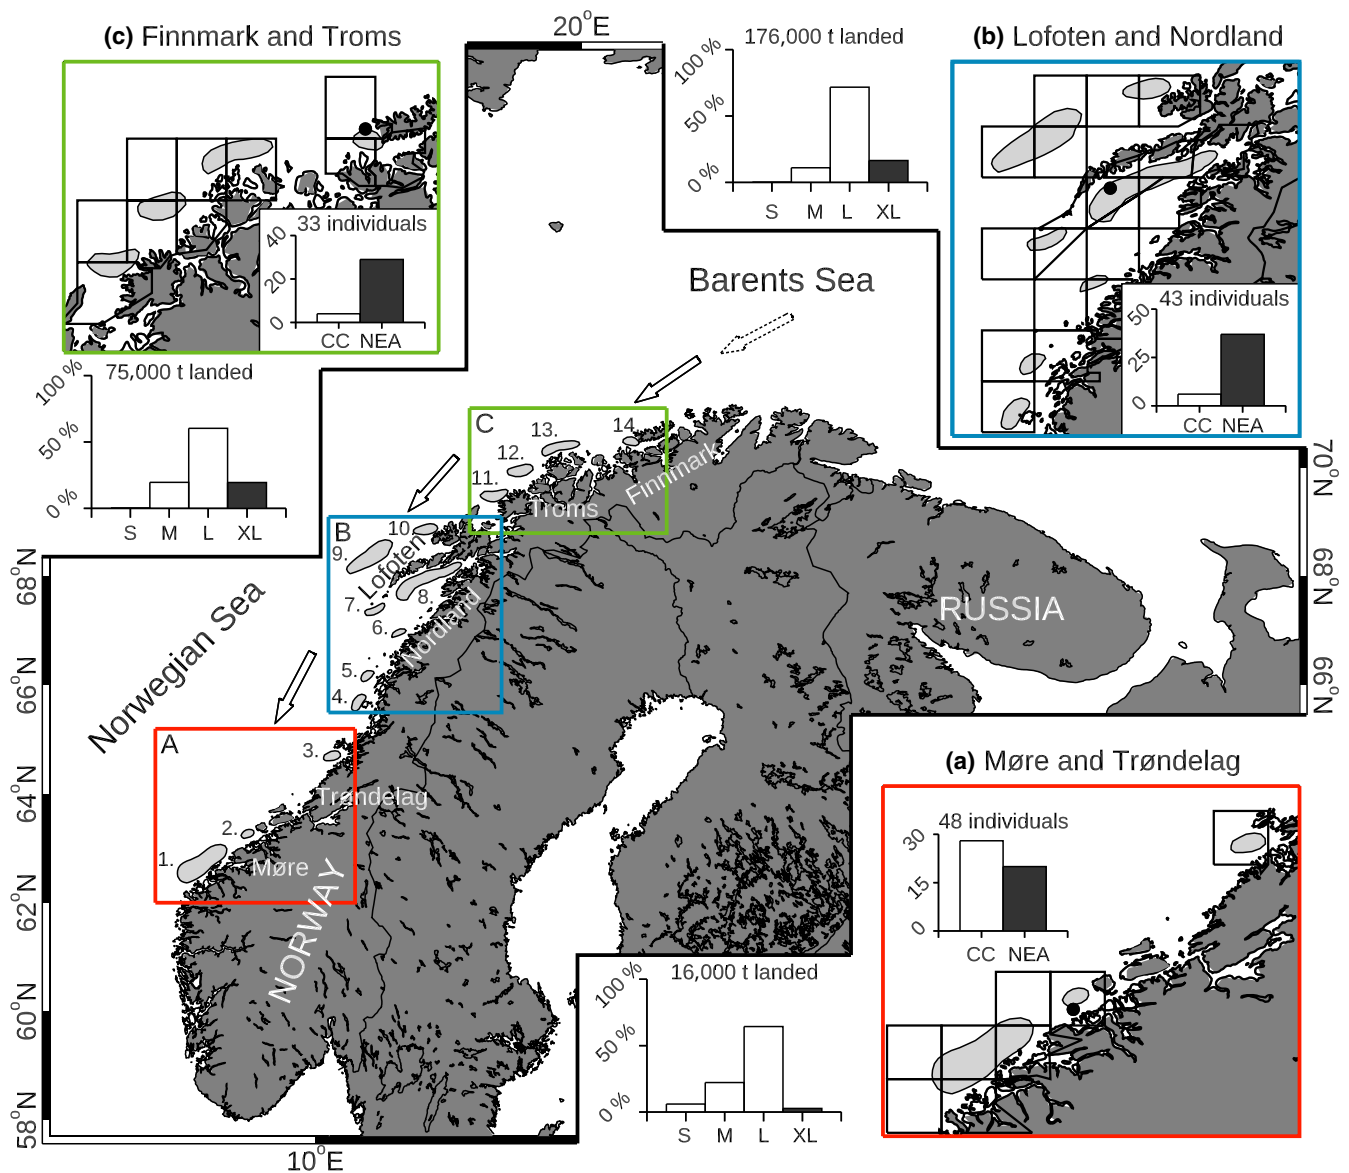 (c) Finnmark and Troms
20°E
176,000 t landed
(b) Lofoten and Nordland
100 %
50 %
0 %
S M L XL
33 individuals
40
20
0
CC NEA
43 individuals
50
25
0
CC NEA
Barents Sea
75,000 t landed
100 %
50 %
0 %
S M L XL
C
14.
13.
12.
11.
Finnmark
Troms
B
10.
9.
Lofoten
8.
7.
6.
Nordland
5.
4.
RUSSIA
70°N
68°N
66°N
68°N
66°N
64°N
62°N
60°N
58°N
Norwegian Sea
A
3.
Trøndelag
2.
1.
Møre
NORWAY
(a) Møre and Trøndelag
48 individuals
30
15
0
CC NEA
16,000 t landed
100 %
50 %
0 %
S M L XL
10°E